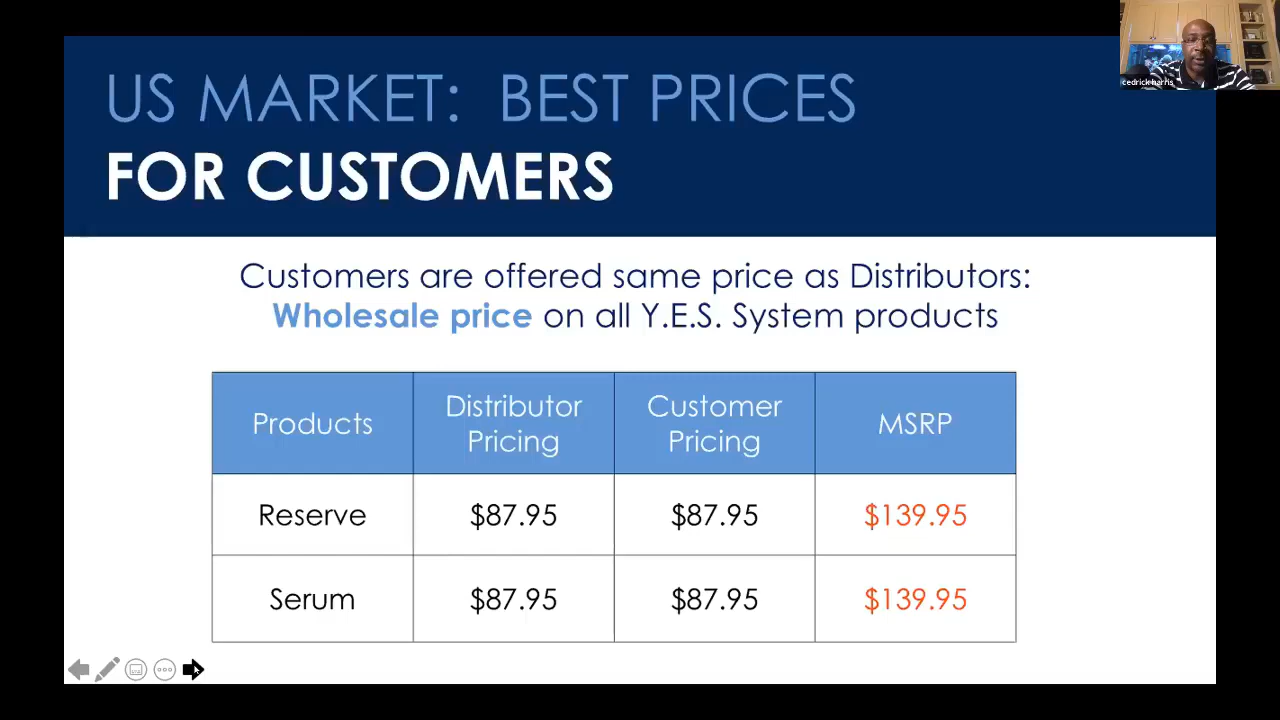 US MARKET: BEST PRICES
FOR CUSTOMERS
cedrick harris
Customers are offered same price as Distributors:
Wholesale price on all Y.E.S. System products
Products
Distributor
Pricing
Customer
Pricing
MSRP
Reserve
$87.95
$87.95
$139.95
Serum
$87.95
$87.95
$139.95